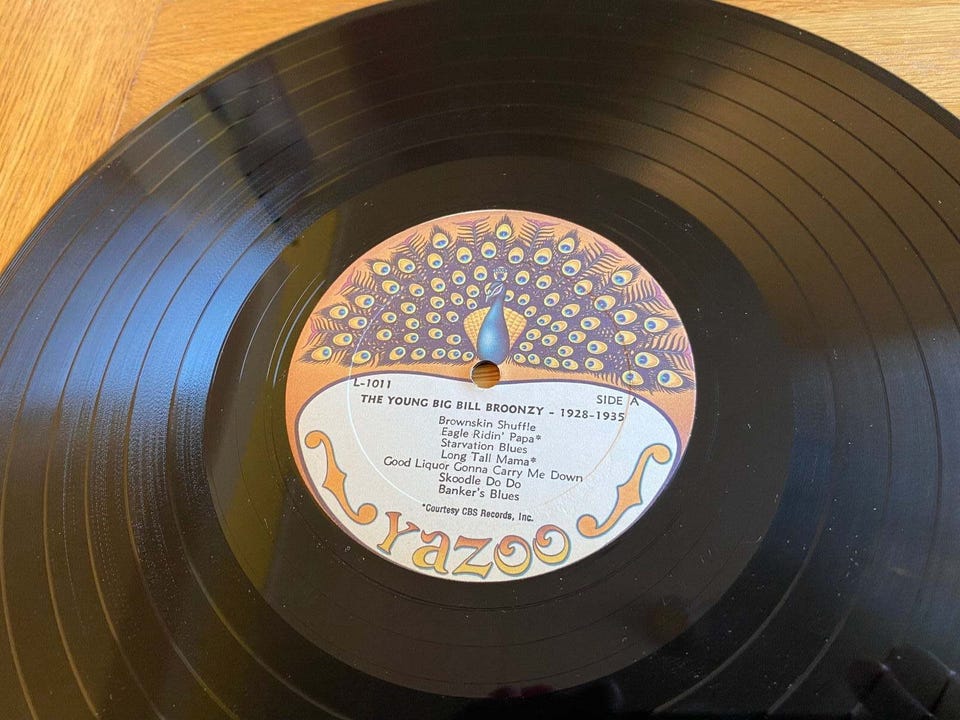 L-1011
SIDE A
THE YOUNG BIG BILL BROONZY - 1928-1935
Brownskin Shuffle
Eagle Ridin' Papa*
Starvation Blues
Long Tall Mama*
Good Liquor Gonna Carry Me Down
Skoodle Do Do
Banker's Blues
*Courtesy CBS Records, Inc.
Yazoo